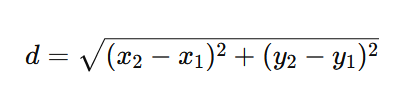 d = √(x₂ − x₁)² + (y₂ − y₁)²